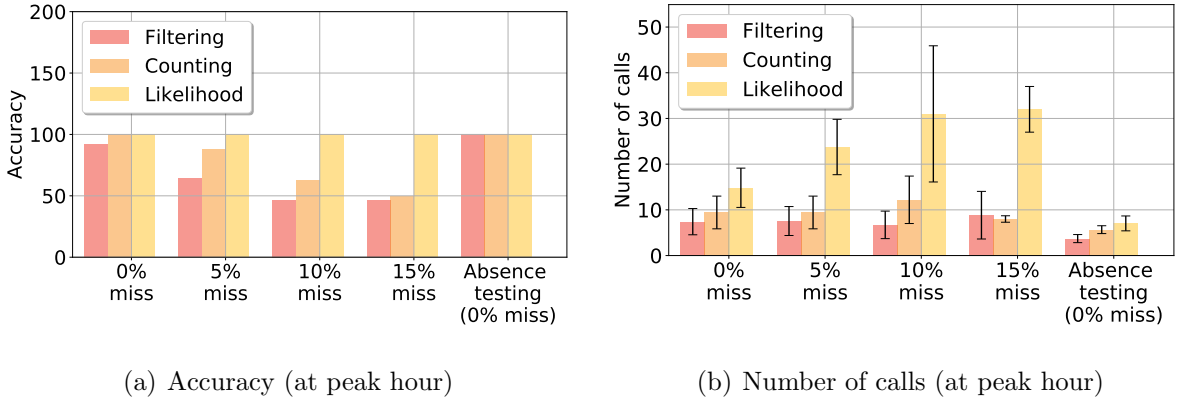 200
150
100
50
0
Accuracy
Filtering
Counting
Likelihood
0%
miss
5%
miss
10%
miss
15%
miss
Absence
testing
(0% miss)
(a) Accuracy (at peak hour)
50
40
30
20
10
0
Number of calls
Filtering
Counting
Likelihood
0%
miss
5%
miss
10%
miss
15%
miss
Absence
testing
(0% miss)
(b) Number of calls (at peak hour)